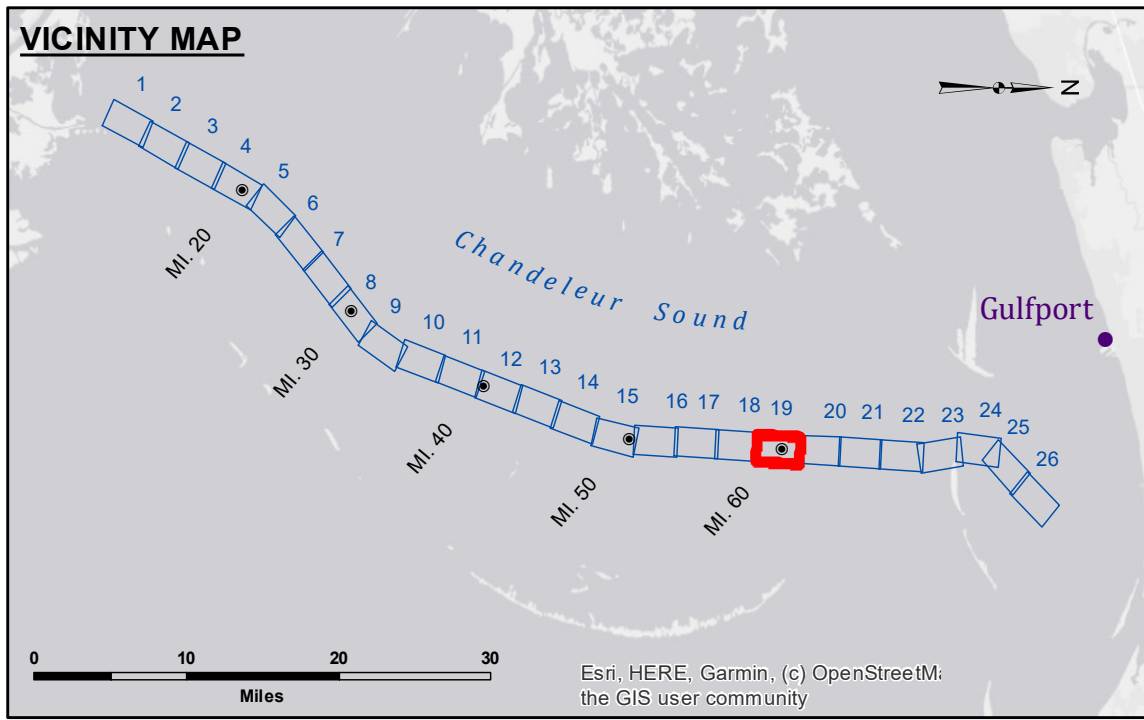 VICINITY MAP
N
1
2
3
4
5
6
7
8
9
10
11
12
13
14
15
16
17
18
19
20
21
22
23
24
25
26
MI. 20
MI. 30
MI. 40
MI. 50
MI. 60
Chandeleur Sound
Gulfport
0 10 20 30
Miles
Esri, HERE, Garmin, (c) OpenStreetMa
the GIS user community